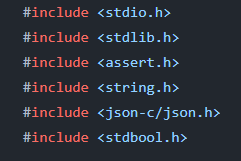 #include <stdio.h>
#include <stdlib.h>
#include <assert.h>
#include <string.h>
#include <json-c/json.h>
#include <stdbool.h>